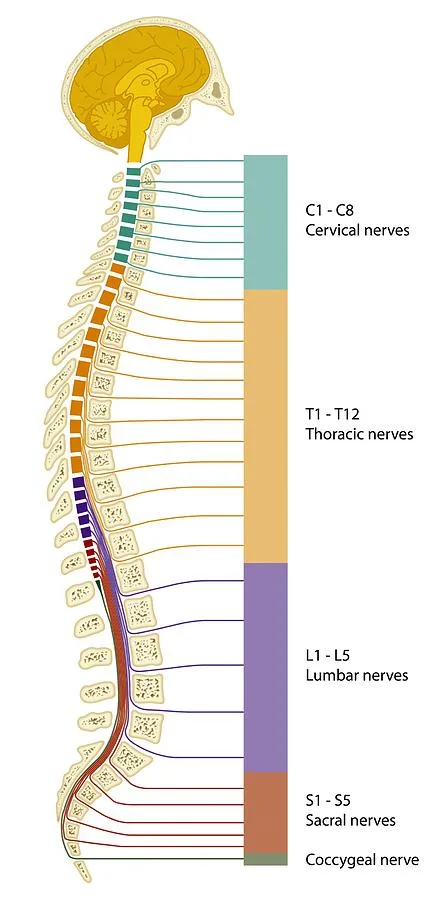 C1 - C8
Cervical nerves
T1 - T12
Thoracic nerves
L1 - L5
Lumbar nerves
S1 - S5
Sacral nerves
Coccygeal nerve